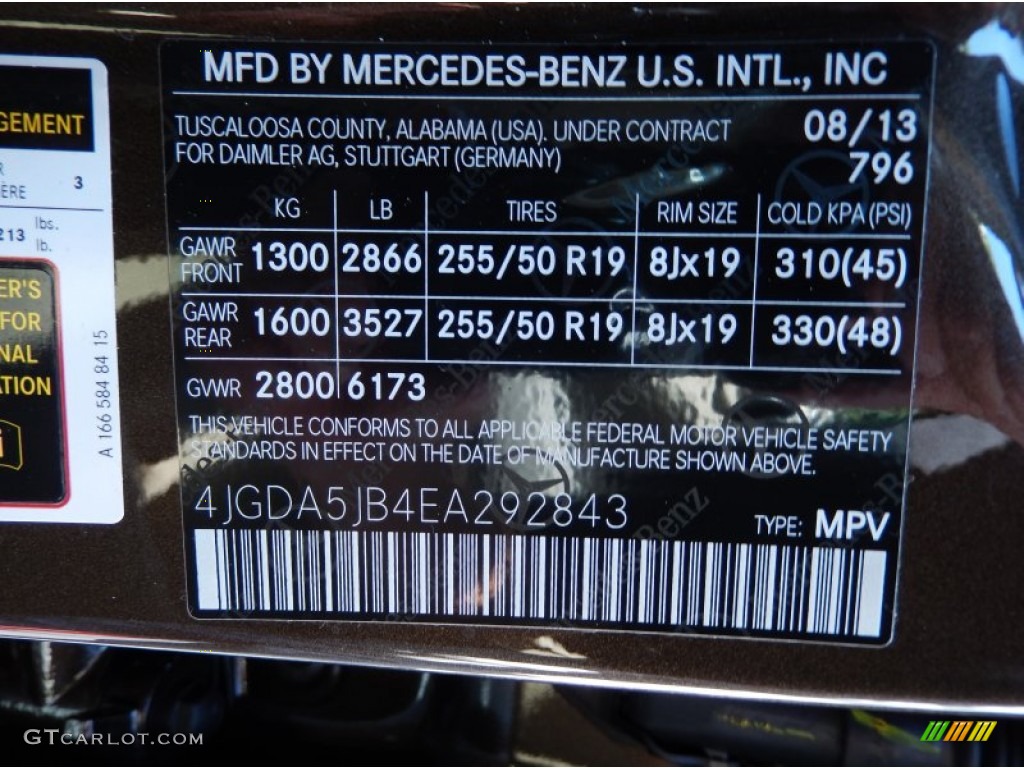 MFD BY MERCEDES-BENZ U.S. INTL., INC
TUSCALOOSA COUNTY, ALABAMA (USA). UNDER CONTRACT 08/13
FOR DAIMLER AG, STUTTGART (GERMANY) 796
KG LB TIRES RIM SIZE COLD KPA (PSI)
GAWR FRONT 1300 2866 255/50 R19 8Jx19 310(45)
GAWR REAR 1600 3527 255/50 R19 8Jx19 330(48)
GVWR 2800 6173
THIS VEHICLE CONFORMS TO ALL APPLICABLE FEDERAL MOTOR VEHICLE SAFETY
STANDARDS IN EFFECT ON THE DATE OF MANUFACTURE SHOWN ABOVE.
4JGDA5JB4EA292843
TYPE: MPV
GEMENT
3
213 lbs.
lb.
ER'S
FOR
NAL
ATION
A 166 584 84 15
GTCARLOT.COM